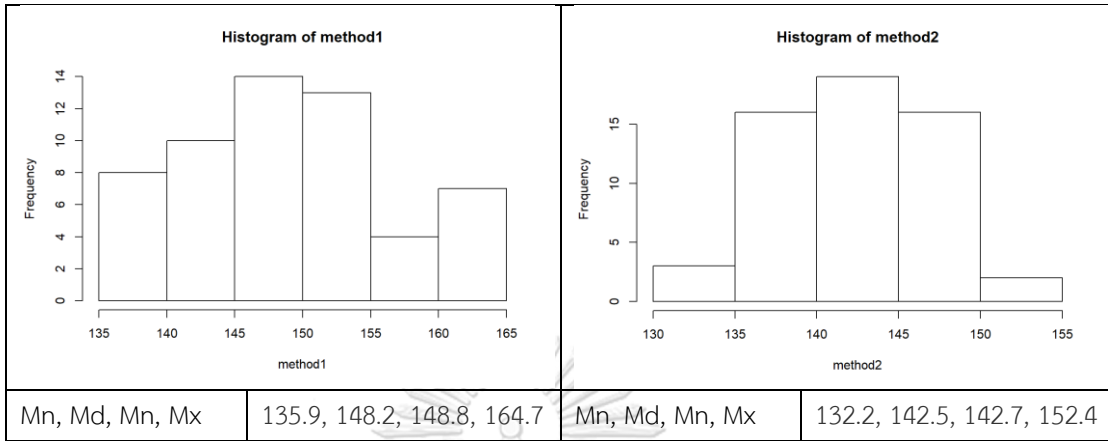 Histogram of method1
Frequency
14
12
10
8
6
4
2
0
135 140 145 150 155 160 165
method1
Histogram of method2
Frequency
15
10
5
0
130 135 140 145 150 155
method2
Mn, Md, Mn, Mx 135.9, 148.2, 148.8, 164.7 Mn, Md, Mn, Mx 132.2, 142.5, 142.7, 152.4